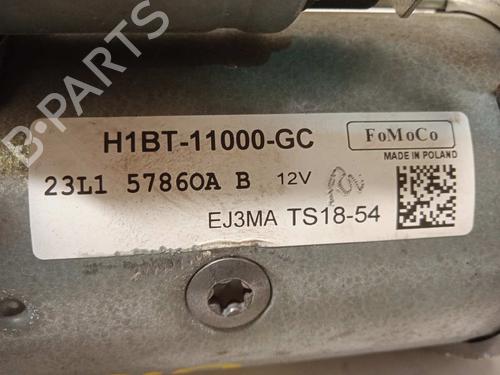 B-PARTS
H1BT-11000-GC
FoMoCo
MADE IN POLAND
23L1 57860A B 12V
EJ3MA TS18-54